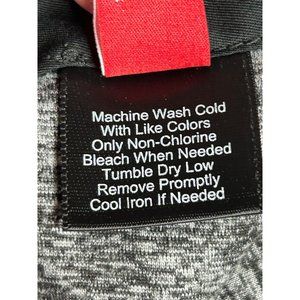 Machine Wash Cold
With Like Colors
Only Non-Chlorine
Bleach When Needed
Tumble Dry Low
Remove Promptly
Cool Iron If Needed